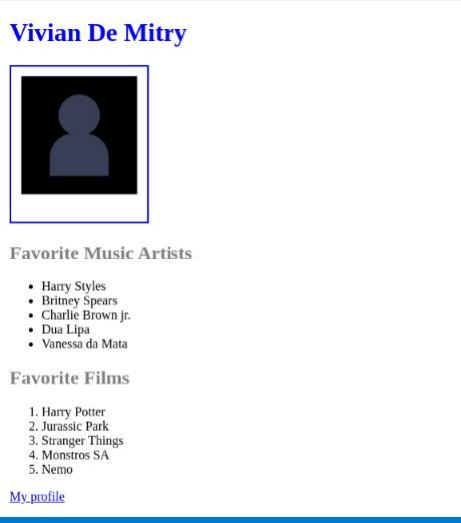 Vivian De Mitry
Favorite Music Artists
Harry Styles
Britney Spears
Charlie Brown jr.
Dua Lipa
Vanessa da Mata
Favorite Films
1. Harry Potter
2. Jurassic Park
3. Stranger Things
4. Monstros SA
5. Nemo
My profile